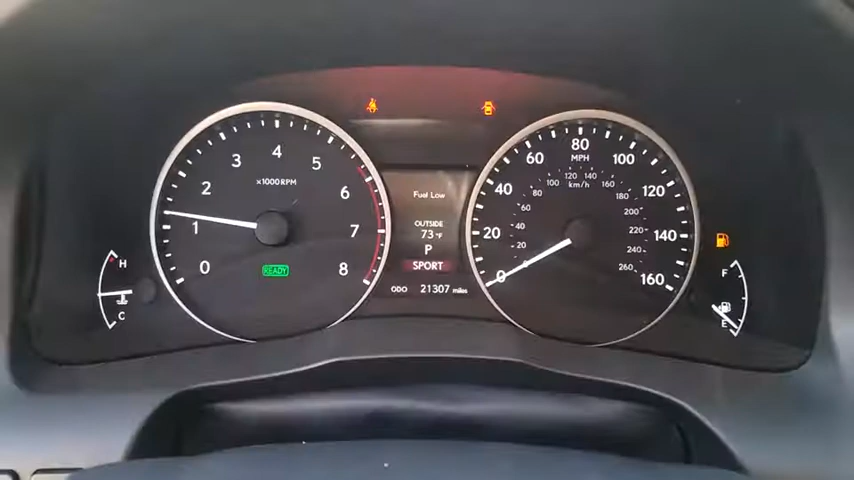 0
1
2
3
4
5
6
7
8
×1000RPM
READY
H
C
Fuel Low
OUTSIDE
73°F
P
SPORT
ODO 21307 miles
0
20
40
60
80
100
120
140
160
MPH
km/h
20
40
60
80
100
120
140
160
180
200
220
240
260
F
E